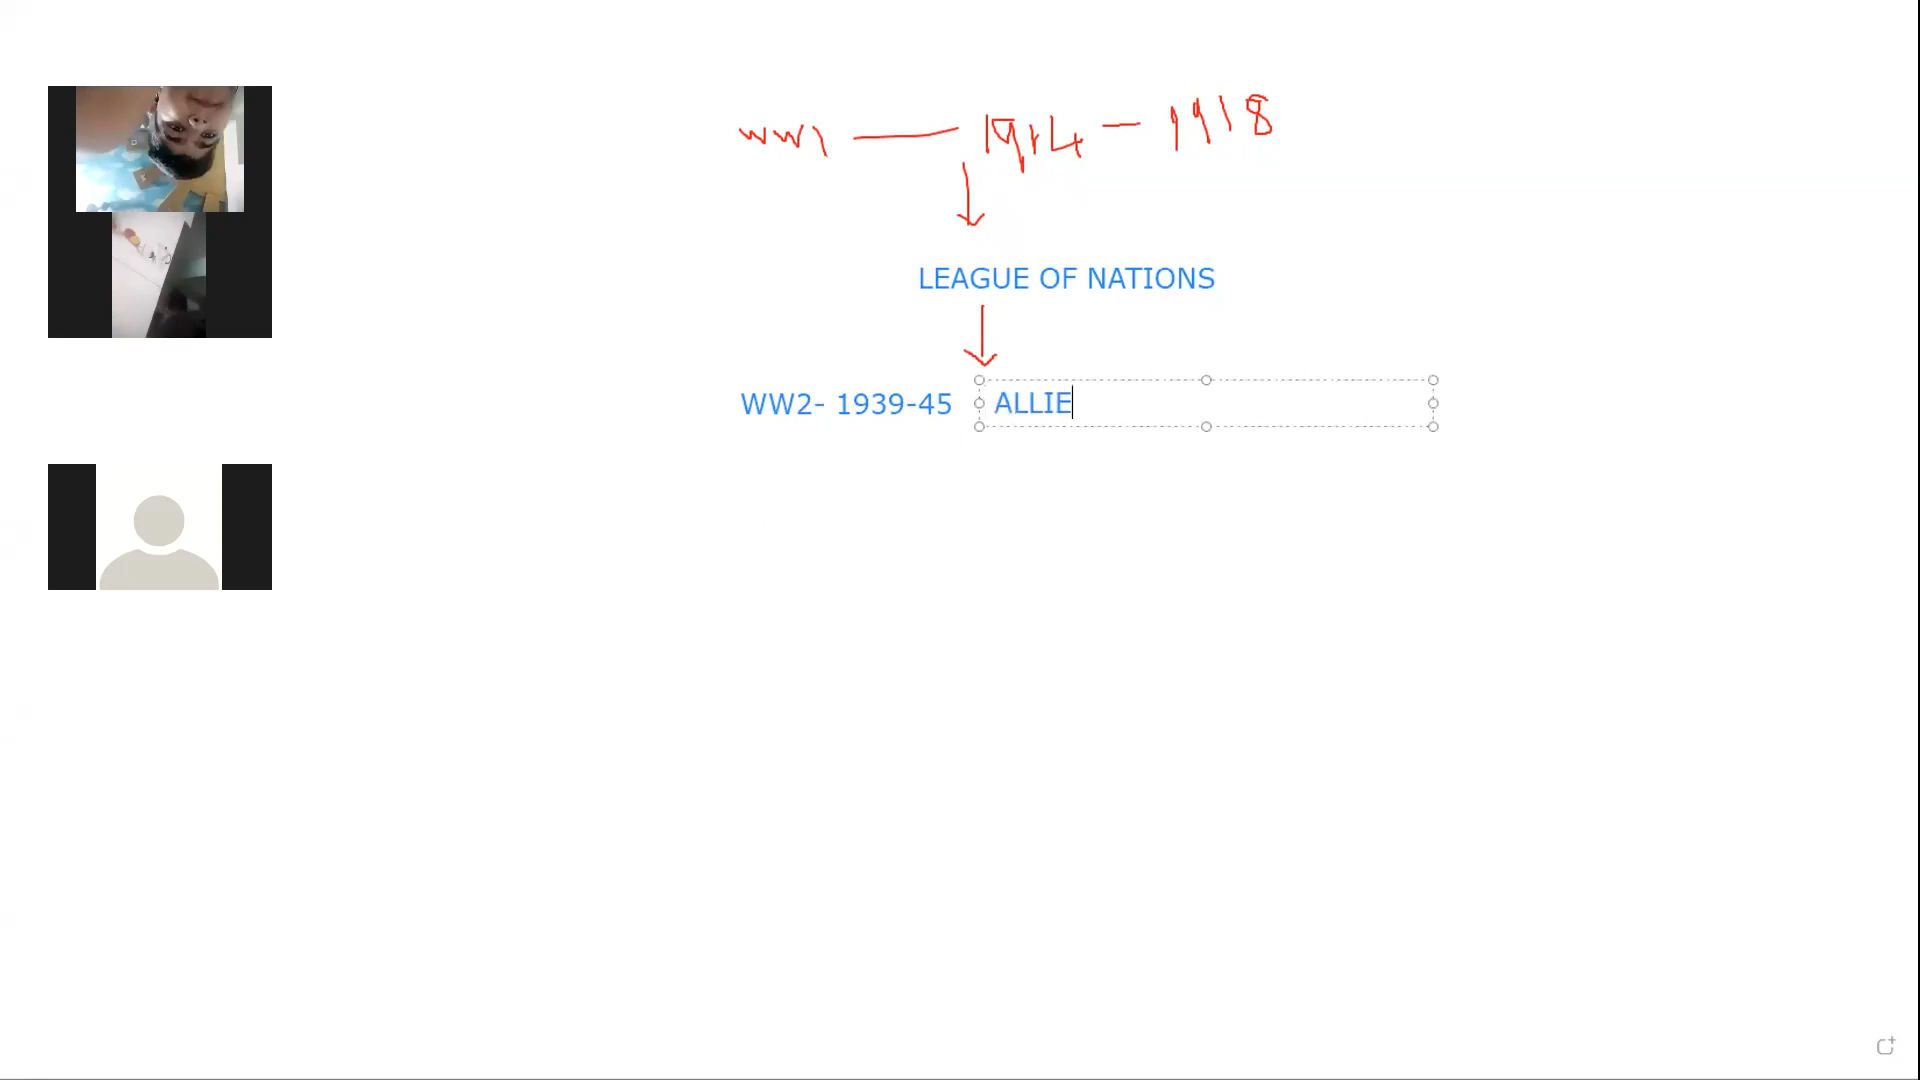 WW1 — 1914 — 1918
LEAGUE OF NATIONS
WW2- 1939-45 ALLIE